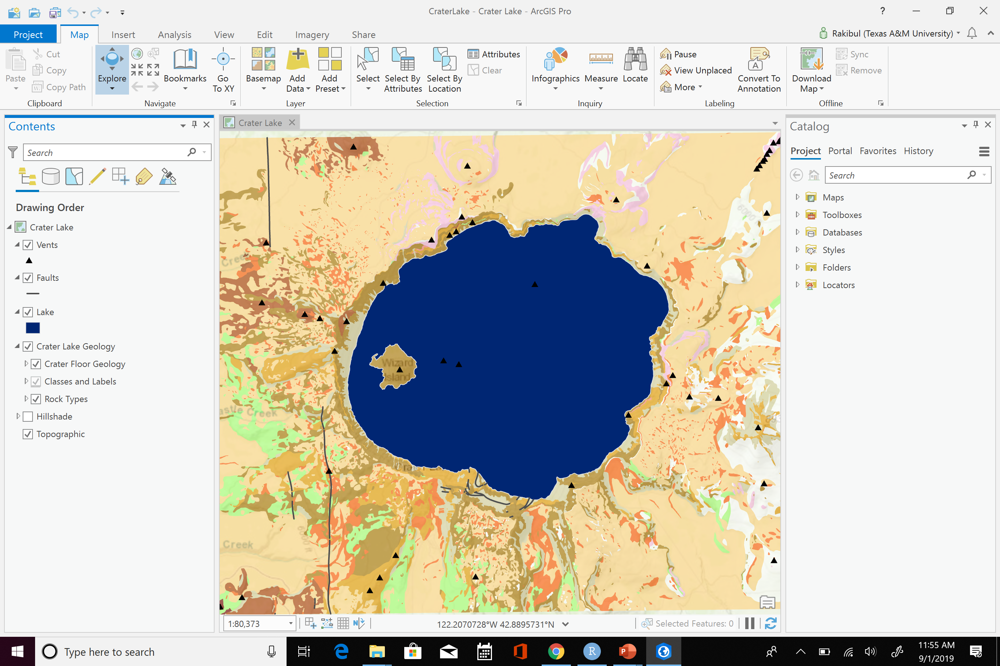 CraterLake - Crater Lake - ArcGIS Pro
?
Project Map Insert Analysis View Edit Imagery Share
Rakibul (Texas A&M University)
Paste
Cut
Copy
Copy Path
Clipboard
Explore
Bookmarks
Go To XY
Navigate
Basemap
Add Data
Add Preset
Layer
Select
Select By Attributes
Select By Location
Attributes
Clear
Selection
Infographics
Measure
Locate
Inquiry
Pause
View Unplaced
More
A
Convert To Annotation
Labeling
Download Map
Sync
Remove
Offline
Contents
Search
Drawing Order
Crater Lake
Vents
Faults
Lake
Crater Lake Geology
Crater Floor Geology
Classes and Labels
Rock Types
Hillshade
Topographic
Crater Lake
6000 ft
Creek
Wizard
Island
astle Creek
6000 ft
Creek
1:80,373
N
122.2070728°W 42.8895731°N
Selected Features: 0
Catalog
Project Portal Favorites History
Search
Maps
Toolboxes
Databases
Styles
Folders
Locators
Type here to search
R
P
11:55 AM
9/1/2019